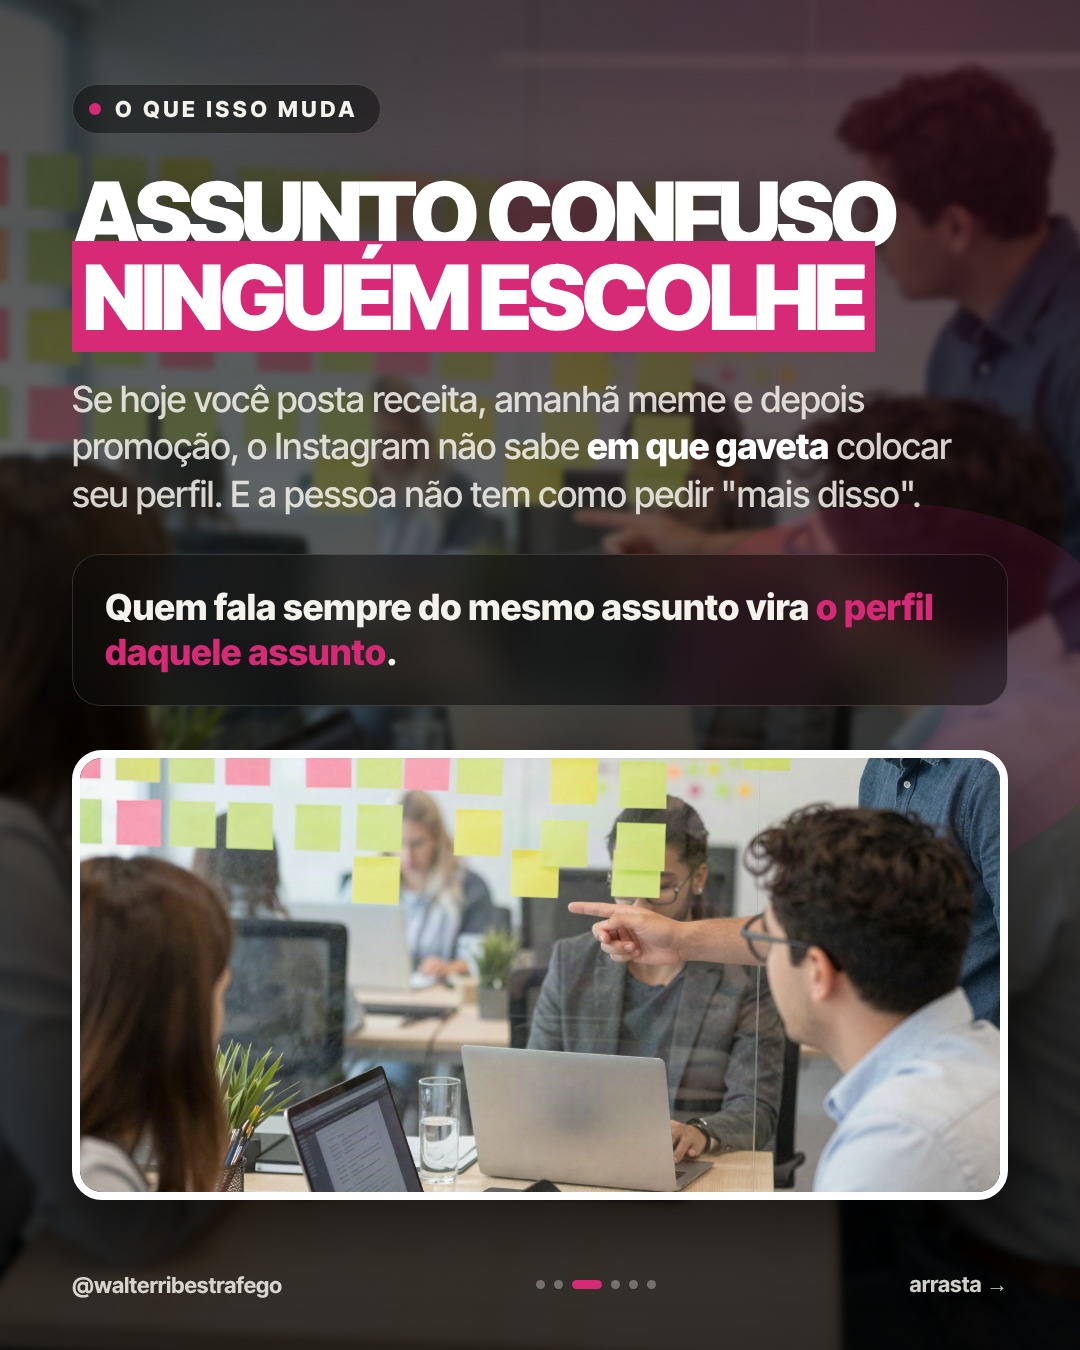 O QUE ISSO MUDA
ASSUNTO CONFUSO
NINGUÉM ESCOLHE
Se hoje você posta receita, amanhã meme e depois
promoção, o Instagram não sabe em que gaveta colocar
seu perfil. E a pessoa não tem como pedir "mais disso".
Quem fala sempre do mesmo assunto vira o perfil
daquele assunto.
@walterribestrafego
arrasta →